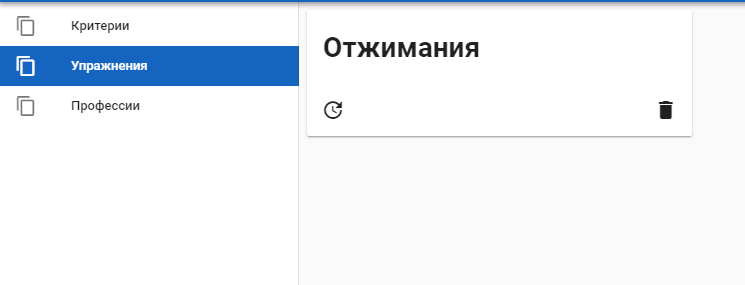 Критерии
Упражнения
Профессии
Отжимания